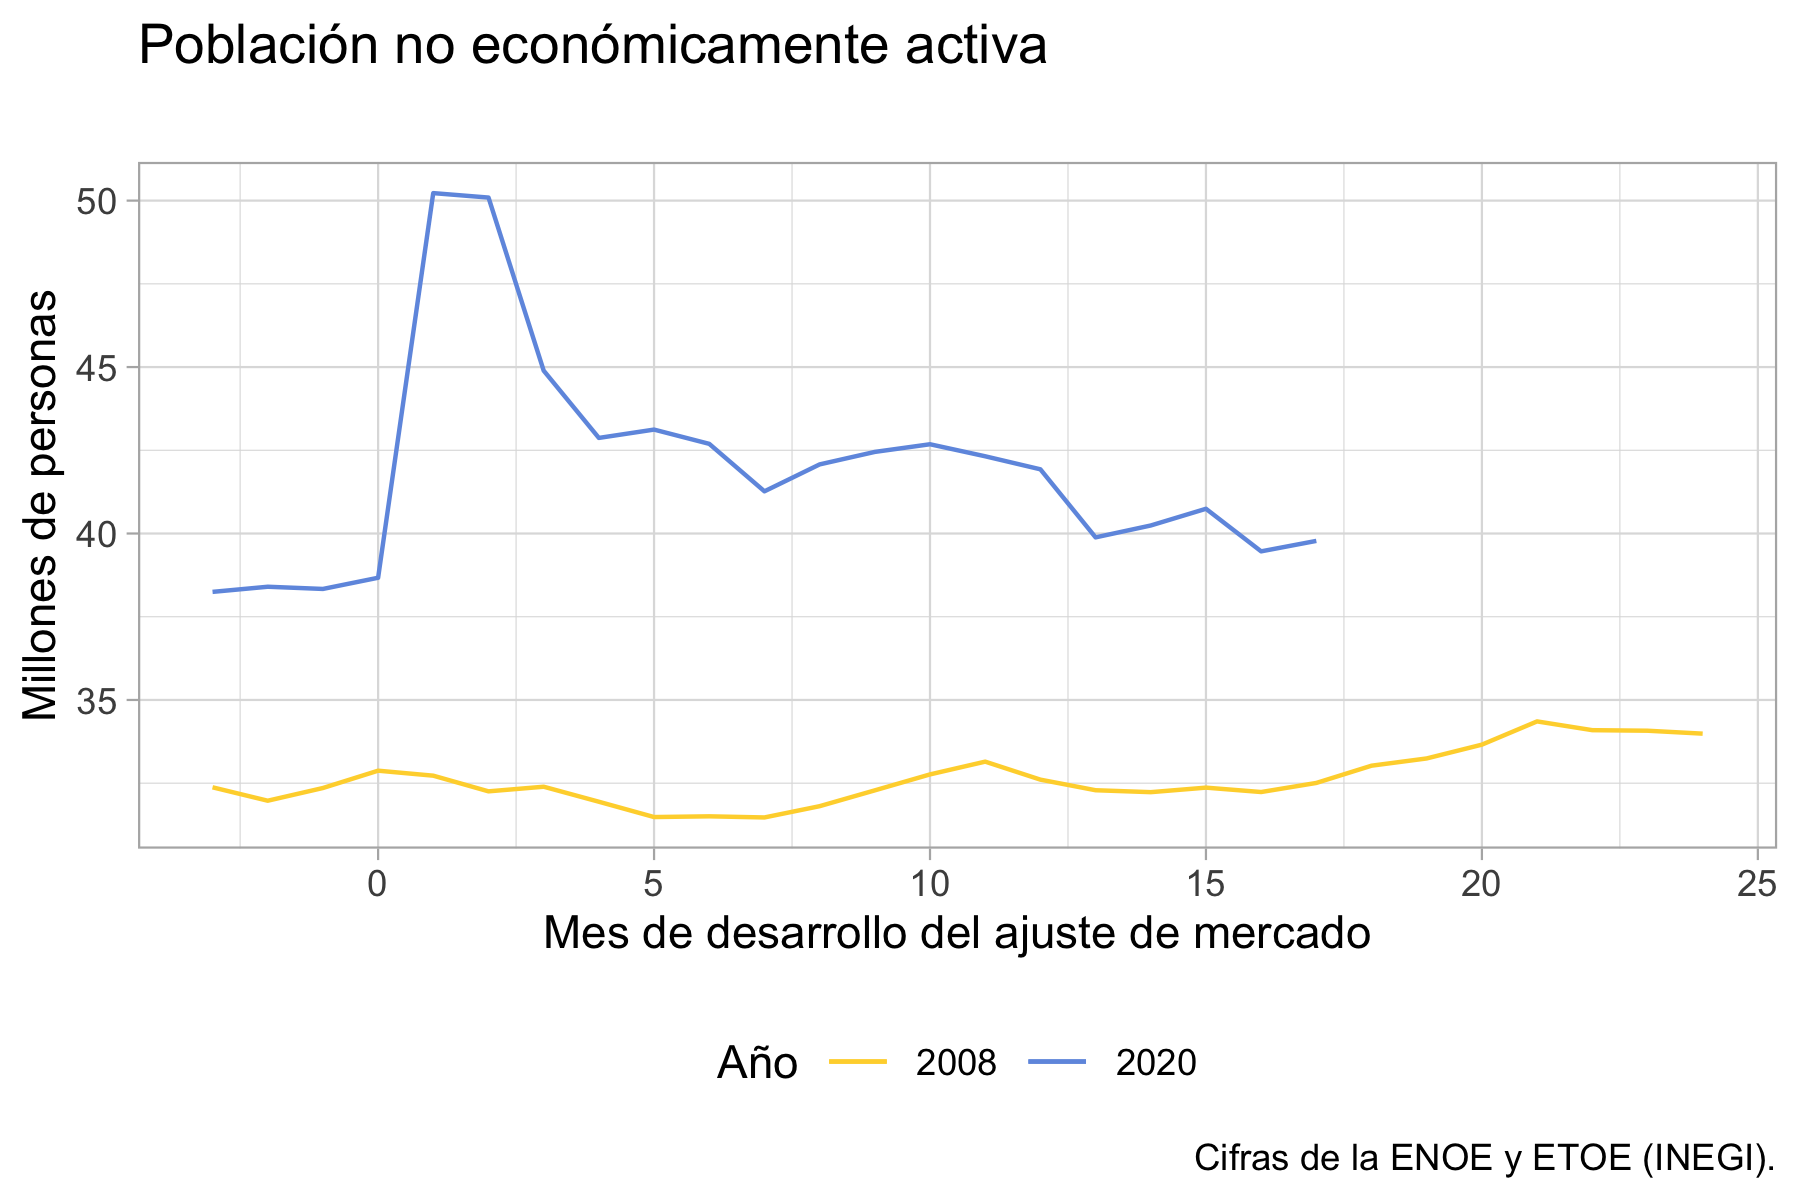 Población no económicamente activa
50
45
40
35
Millones de personas
0 5 10 15 20 25
Mes de desarrollo del ajuste de mercado
Año 2008 2020
Cifras de la ENOE y ETOE (INEGI).